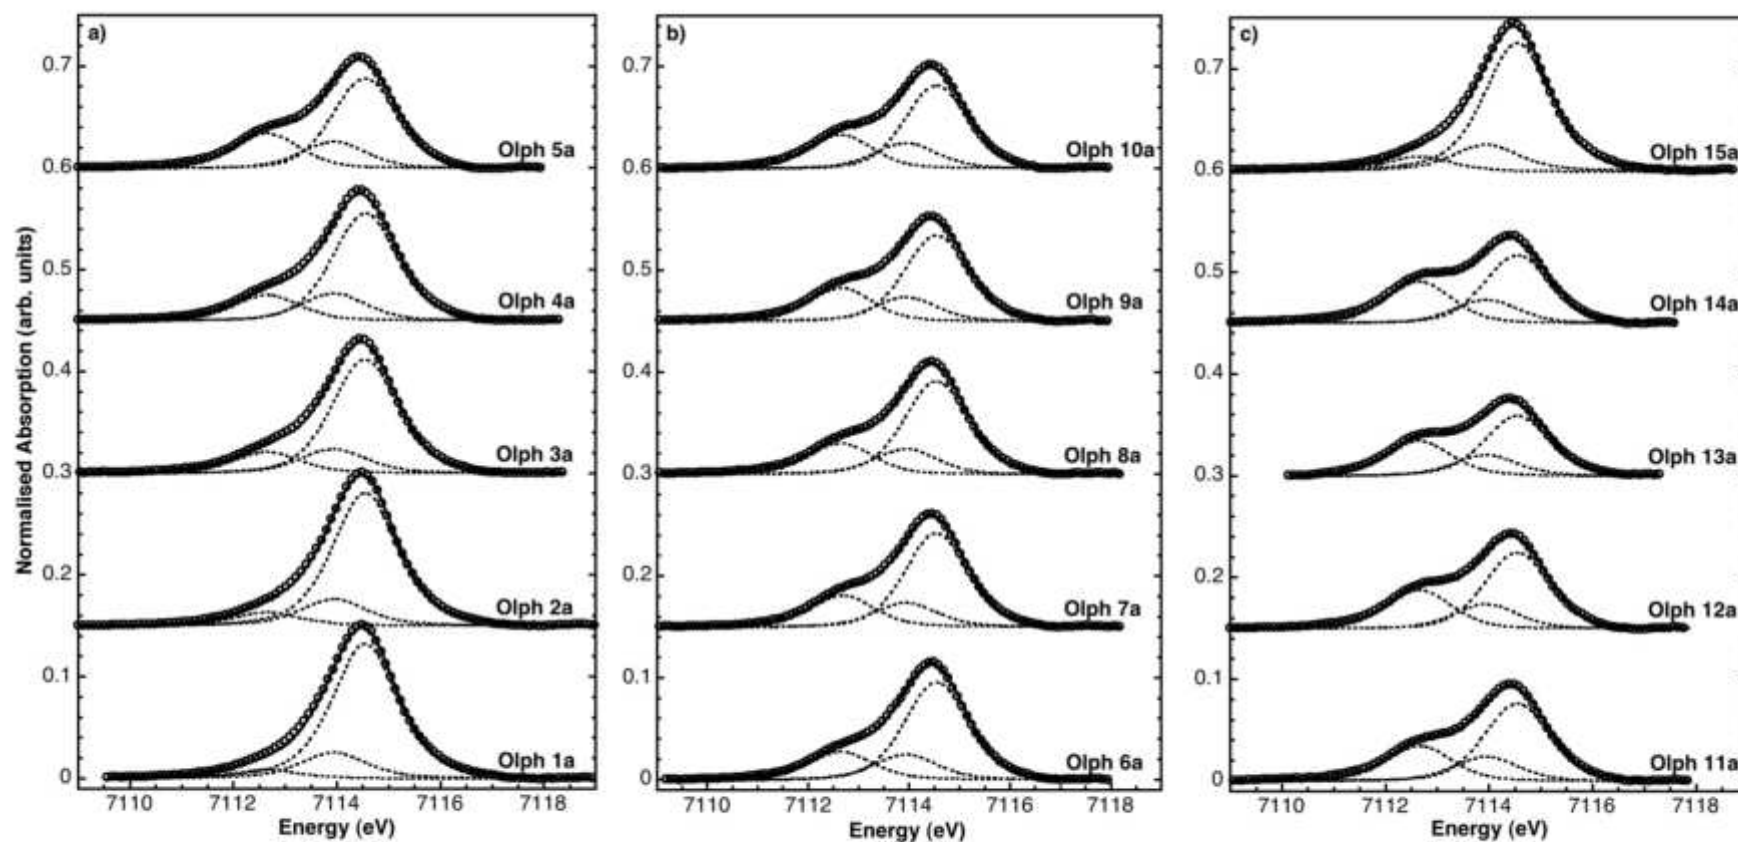 Normalised Absorption (arb. units)
a)
0.7
0.6
0.5
0.4
0.3
0.2
0.1
0
Olph 5a
Olph 4a
Olph 3a
Olph 2a
Olph 1a
7110 7112 7114 7116 7118
Energy (eV)
b)
0.7
0.6
0.5
0.4
0.3
0.2
0.1
0
Olph 10a
Olph 9a
Olph 8a
Olph 7a
Olph 6a
7110 7112 7114 7116 7118
Energy (eV)
c)
0.7
0.6
0.5
0.4
0.3
0.2
0.1
0
Olph 15a
Olph 14a
Olph 13a
Olph 12a
Olph 11a
7110 7112 7114 7116 7118
Energy (eV)